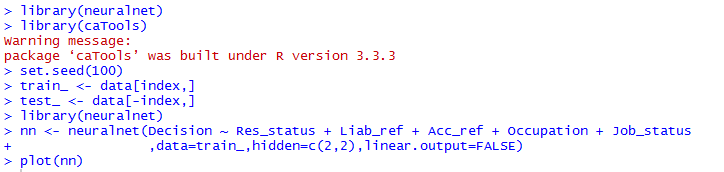 > library(neuralnet)
> library(caTools)
Warning message:
package ‘caTools’ was built under R version 3.3.3
> set.seed(100)
> train_ <- data[index,]
> test_ <- data[-index,]
> library(neuralnet)
> nn <- neuralnet(Decision ~ Res_status + Liab_ref + Acc_ref + Occupation + Job_status
+                 ,data=train_,hidden=c(2,2),linear.output=FALSE)
> plot(nn)